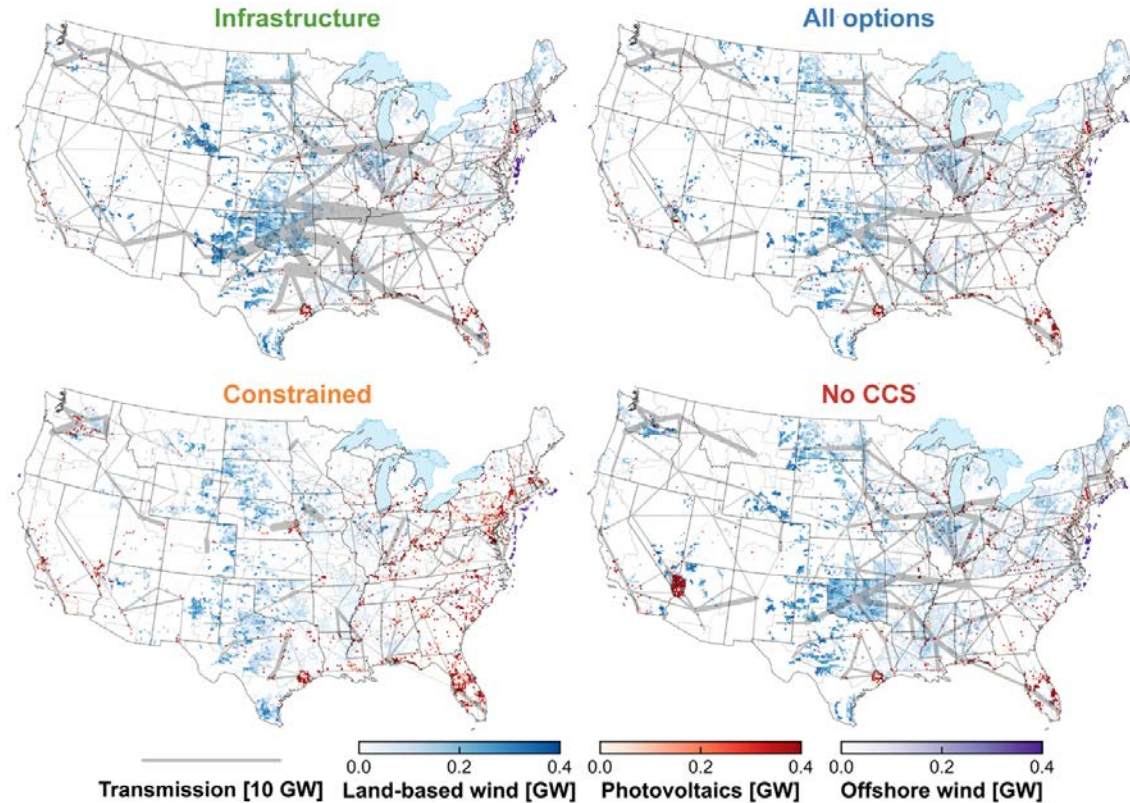 Infrastructure
All options
Constrained
No CCS
0.0 0.2 0.4 0.0 0.2 0.4 0.0 0.2 0.4
Transmission [10 GW] Land-based wind [GW] Photovoltaics [GW] Offshore wind [GW]